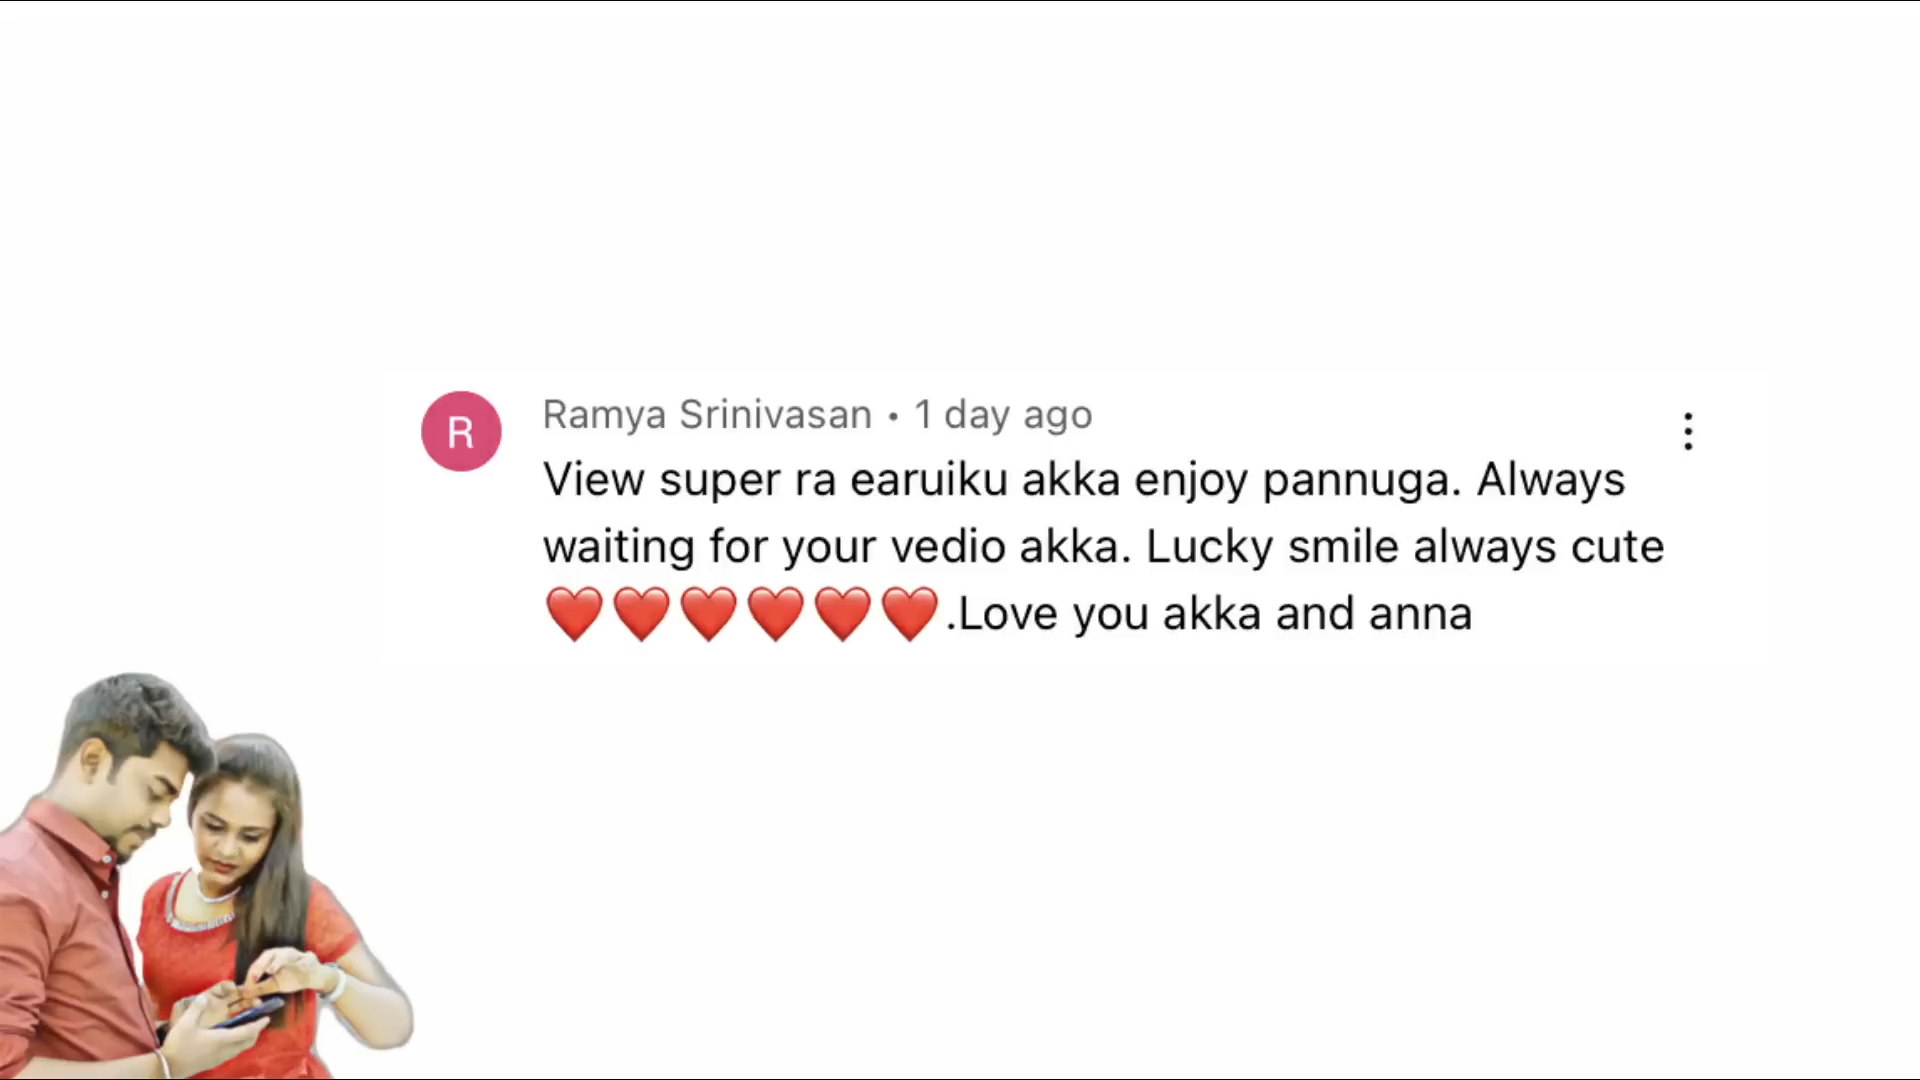 R
Ramya Srinivasan • 1 day ago
View super ra earuiku akka enjoy pannuga. Always
waiting for your vedio akka. Lucky smile always cute
❤️❤️❤️❤️❤️❤️.Love you akka and anna